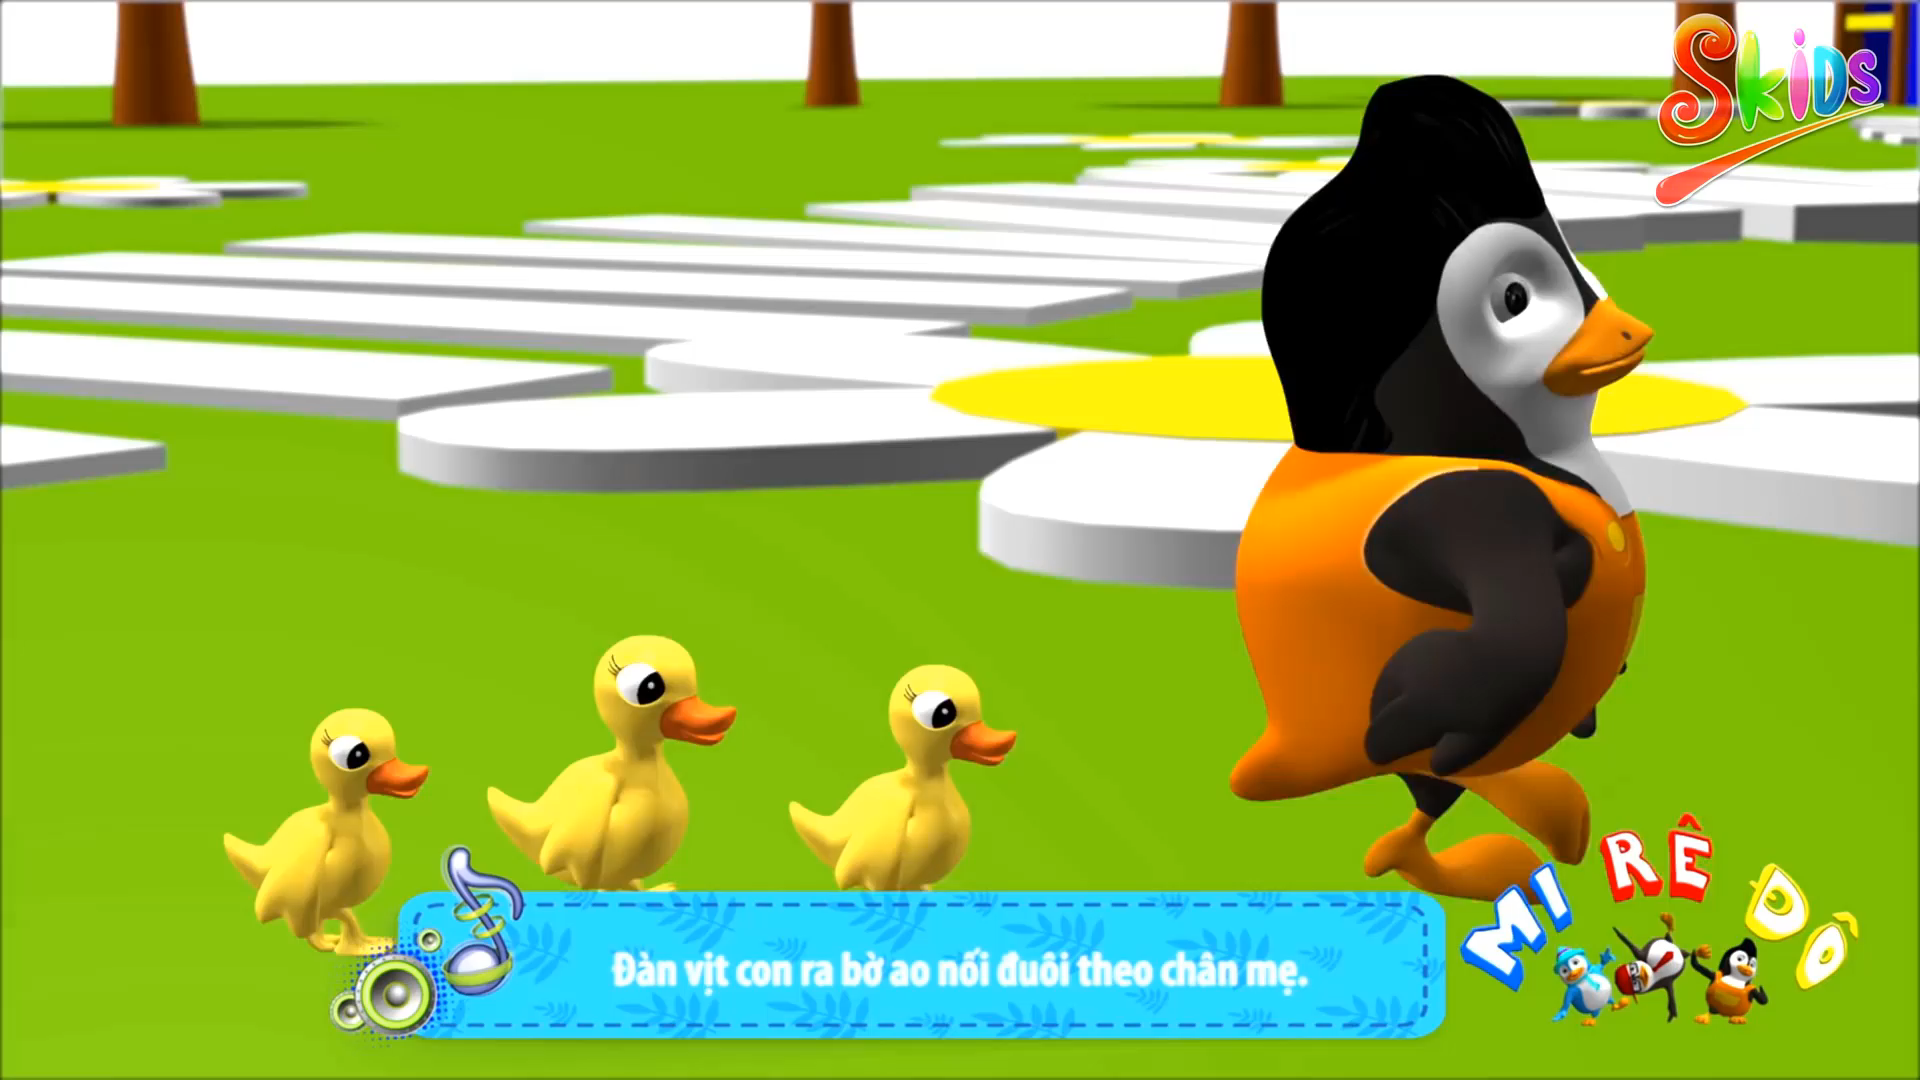 SKIDS
MI RÊ ĐÔ
Đàn vịt con ra bờ ao nối đuôi theo chân mẹ.